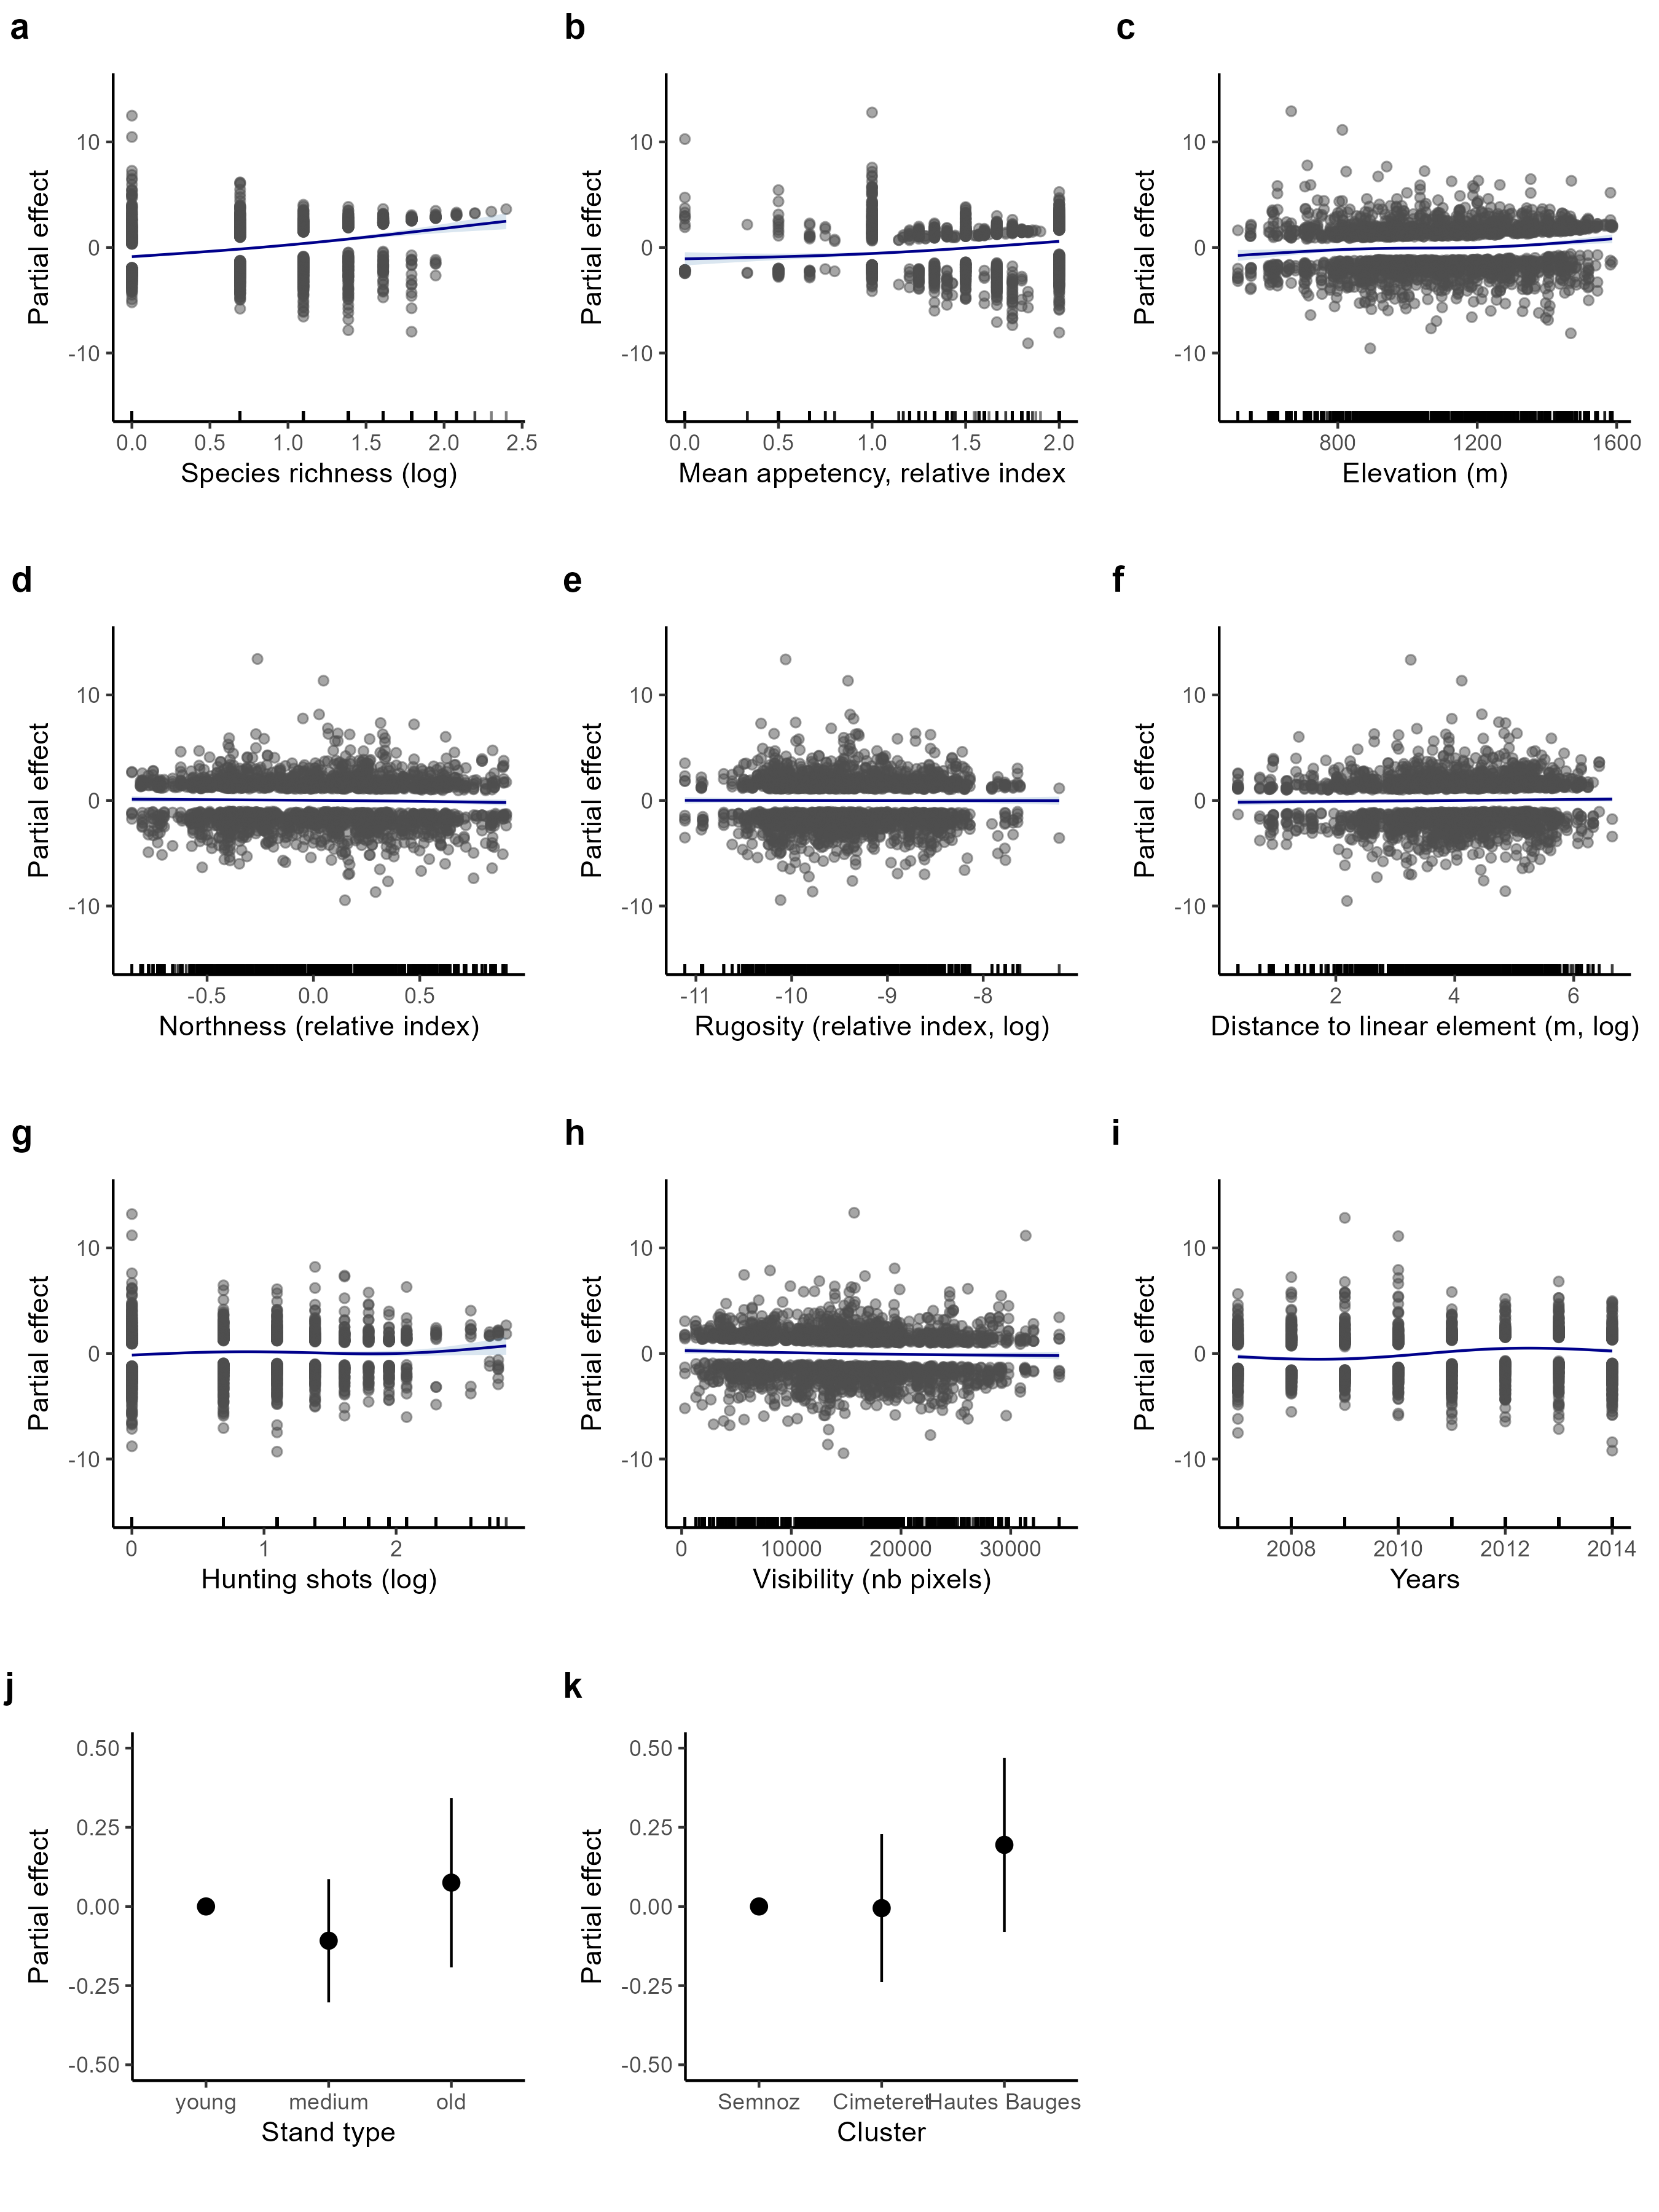 a
b
c
Partial effect
10
0
-10
0.0 0.5 1.0 1.5 2.0 2.5
Species richness (log)
Partial effect
10
0
-10
0.0 0.5 1.0 1.5 2.0
Mean appetency, relative index
Partial effect
10
0
-10
800 1200 1600
Elevation (m)
d
e
f
Partial effect
10
0
-10
-0.5 0.0 0.5
Northness (relative index)
Partial effect
10
0
-10
-11 -10 -9 -8
Rugosity (relative index, log)
Partial effect
10
0
-10
2 4 6
Distance to linear element (m, log)
g
h
i
Partial effect
10
0
-10
0 1 2
Hunting shots (log)
Partial effect
10
0
-10
0 10000 20000 30000
Visibility (nb pixels)
Partial effect
10
0
-10
2008 2010 2012 2014
Years
j
k
Partial effect
0.50
0.25
0.00
-0.25
-0.50
young medium old
Stand type
Partial effect
0.50
0.25
0.00
-0.25
-0.50
Semnoz Cimeteret Hautes Bauges
Cluster